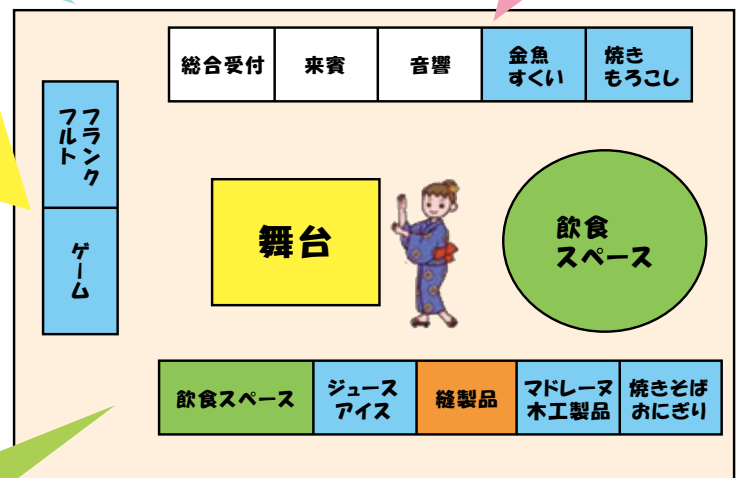 総合受付
来賓
音響
金魚
すくい
焼き
もろこし
フランク
フルト
ゲーム
舞台
飲食
スペース
飲食スペース
ジュース
アイス
縫製品
マドレーヌ
木工製品
焼きそば
おにぎり